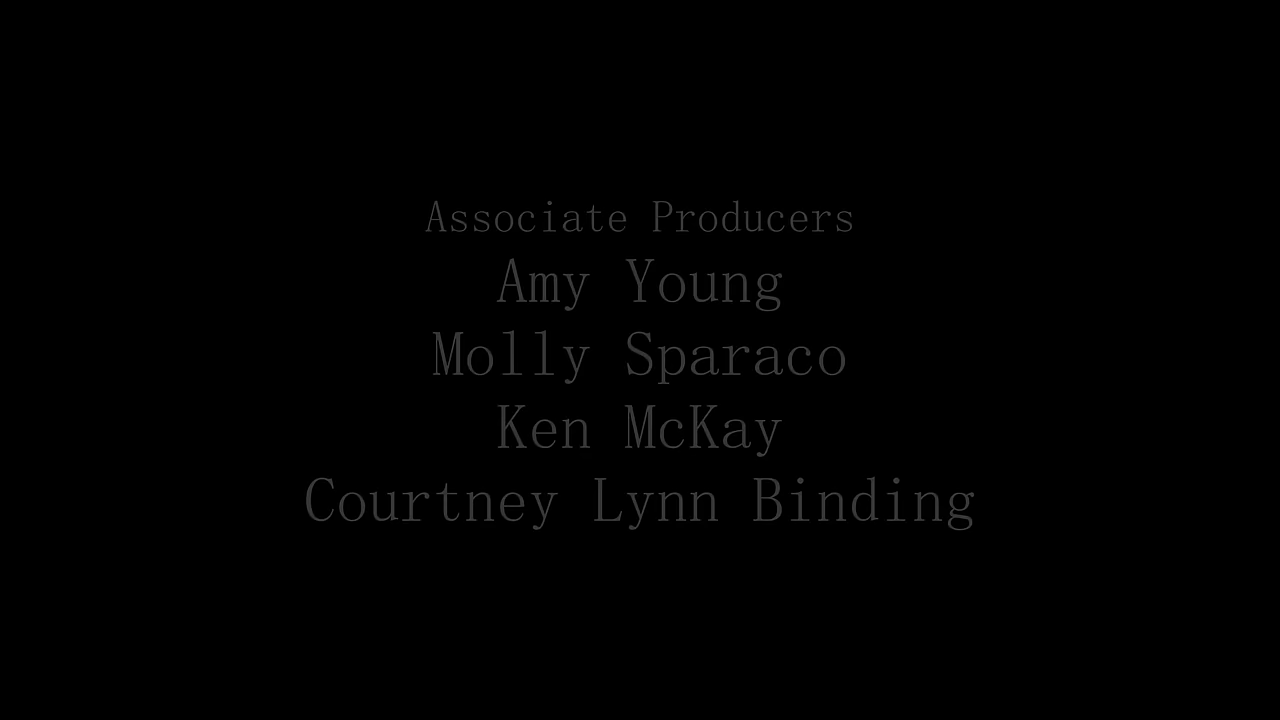 Associate Producers
Amy Young
Molly Sparaco
Ken McKay
Courtney Lynn Binding